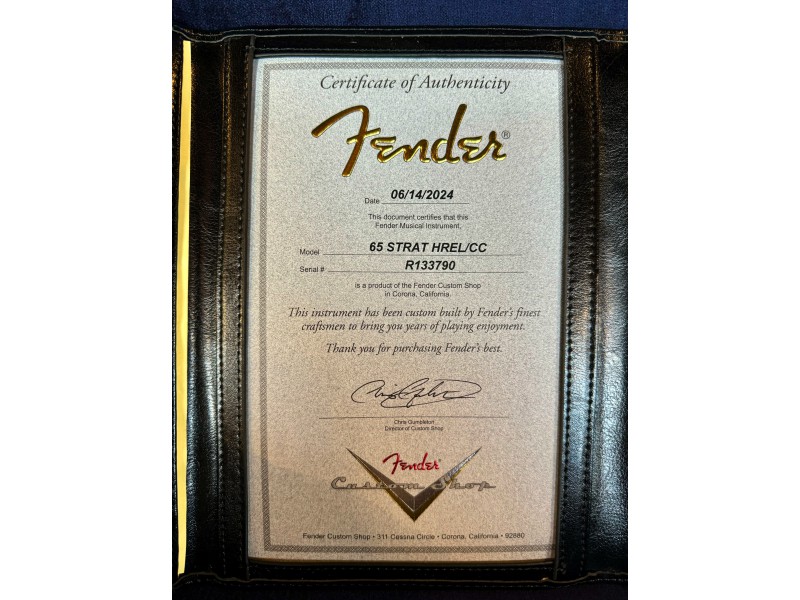 Certificate of Authenticity
Fender®
Date 06/14/2024
This document certifies that this
Fender Musical Instrument,
Model 65 STRAT HREL/CC
Serial # R133790
is a product of the Fender Custom Shop
in Corona, California.
This instrument has been custom built by Fender's finest
craftsmen to bring you years of playing enjoyment.
Thank you for purchasing Fender's best.
Chris Gumpleton
Director of Custom Shop
Fender
Custom Shop
Fender Custom Shop • 311 Cessna Circle • Corona, California • 92880